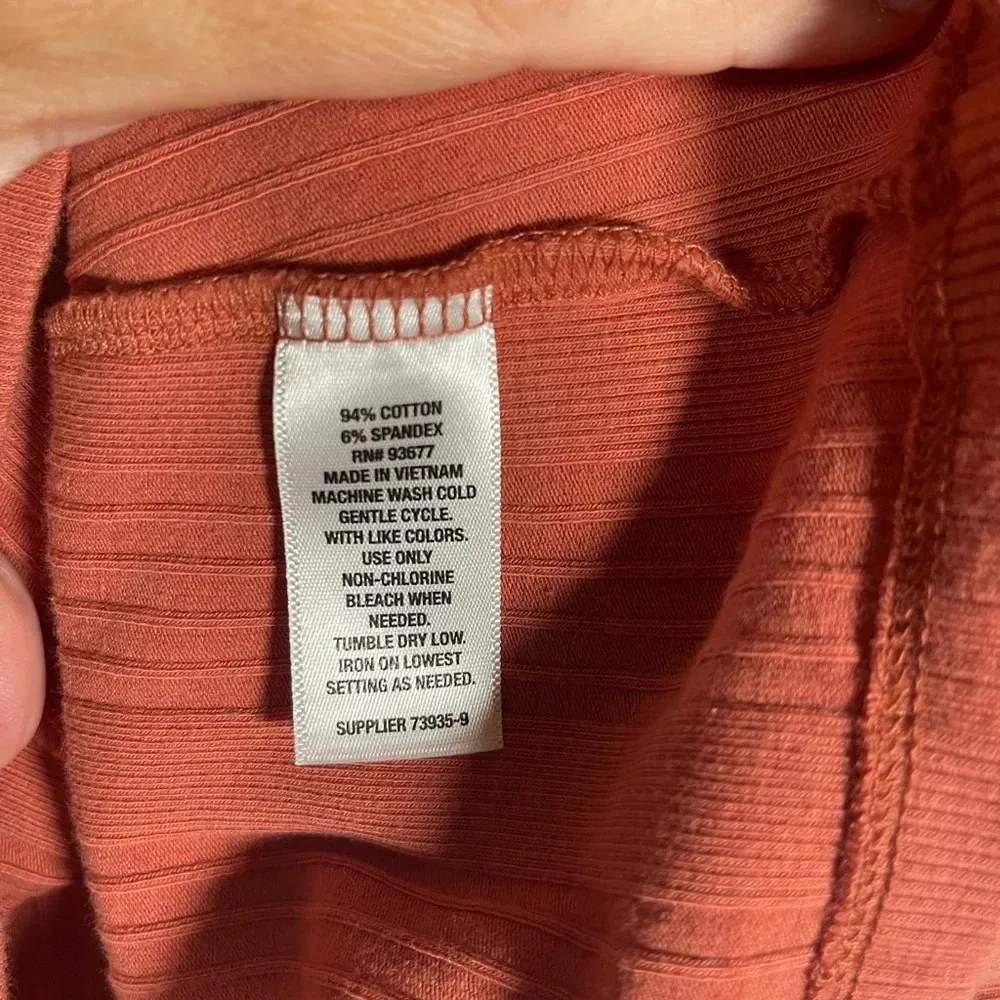 94% COTTON
6% SPANDEX
RN# 93677
MADE IN VIETNAM
MACHINE WASH COLD
GENTLE CYCLE.
WITH LIKE COLORS.
USE ONLY
NON-CHLORINE
BLEACH WHEN
NEEDED.
TUMBLE DRY LOW.
IRON ON LOWEST
SETTING AS NEEDED.
SUPPLIER 73935-9